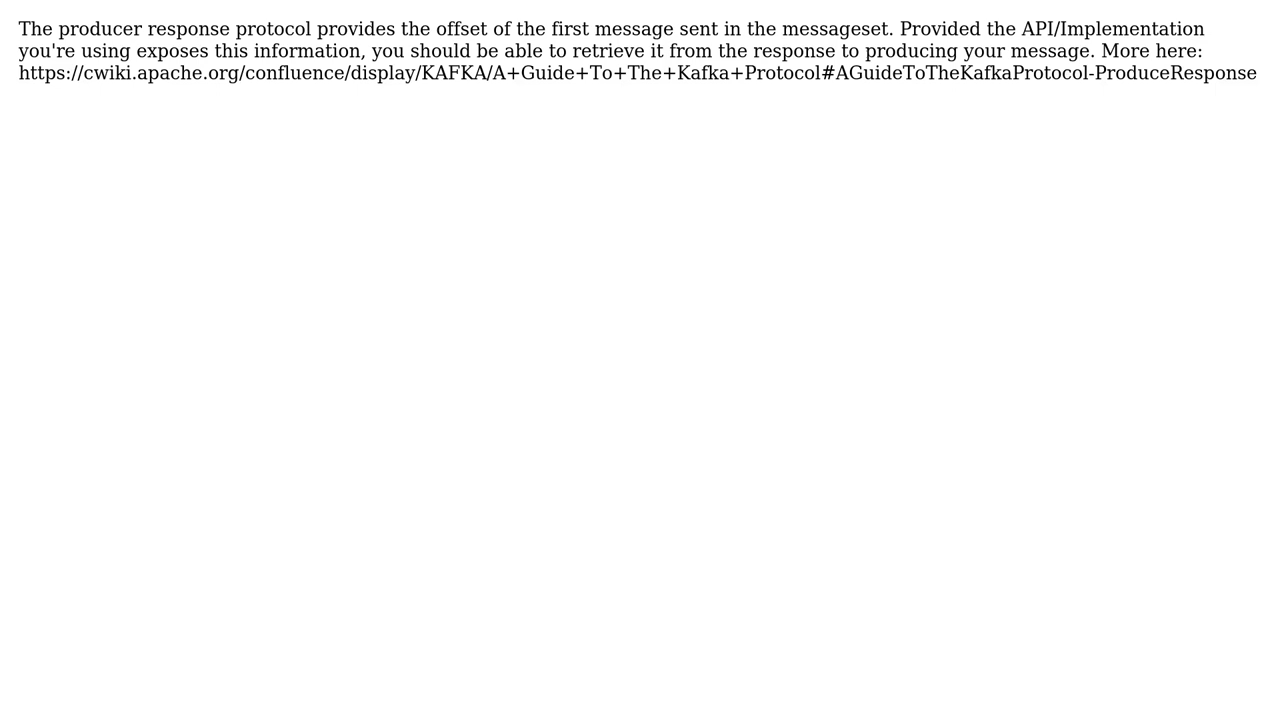 The producer response protocol provides the offset of the first message sent in the messageset. Provided the API/Implementation
you're using exposes this information, you should be able to retrieve it from the response to producing your message. More here:
https://cwiki.apache.org/confluence/display/KAFKA/A+Guide+To+The+Kafka+Protocol#AGuideToTheKafkaProtocol-ProduceResponse